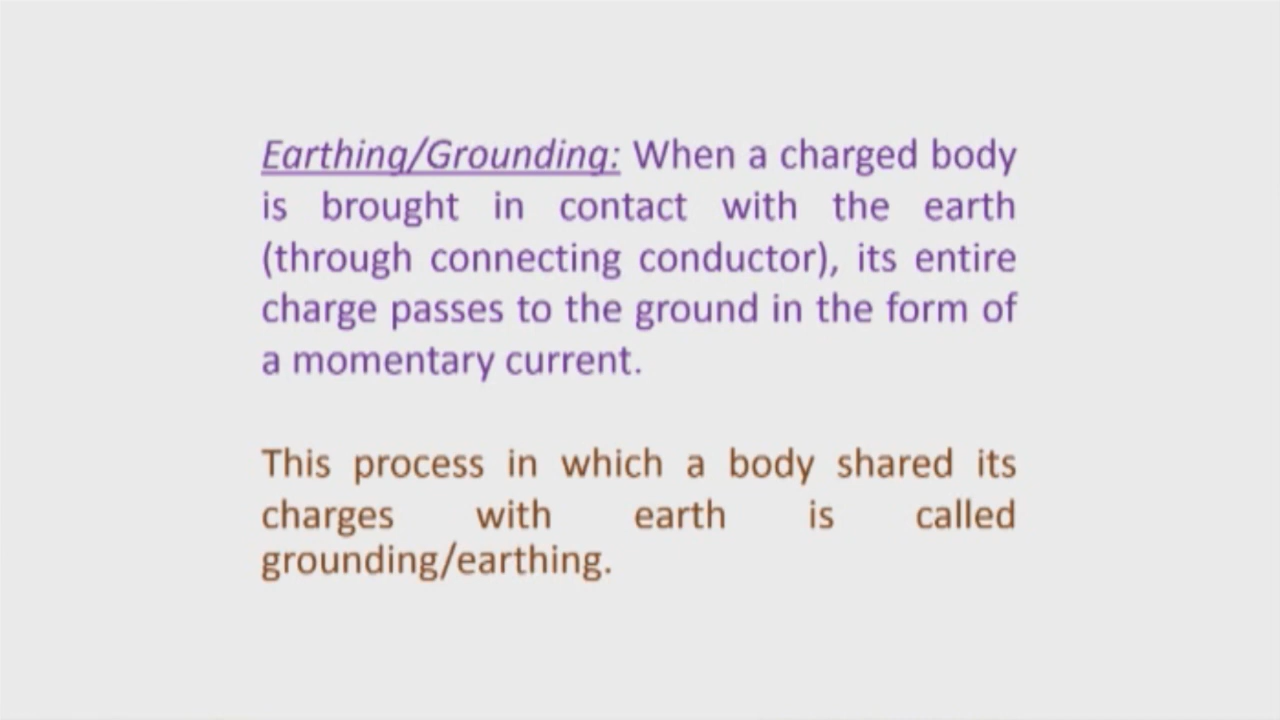 Earthing/Grounding: When a charged body
is brought in contact with the earth
(through connecting conductor), its entire
charge passes to the ground in the form of
a momentary current.
This process in which a body shared its
charges with earth is called
grounding/earthing.